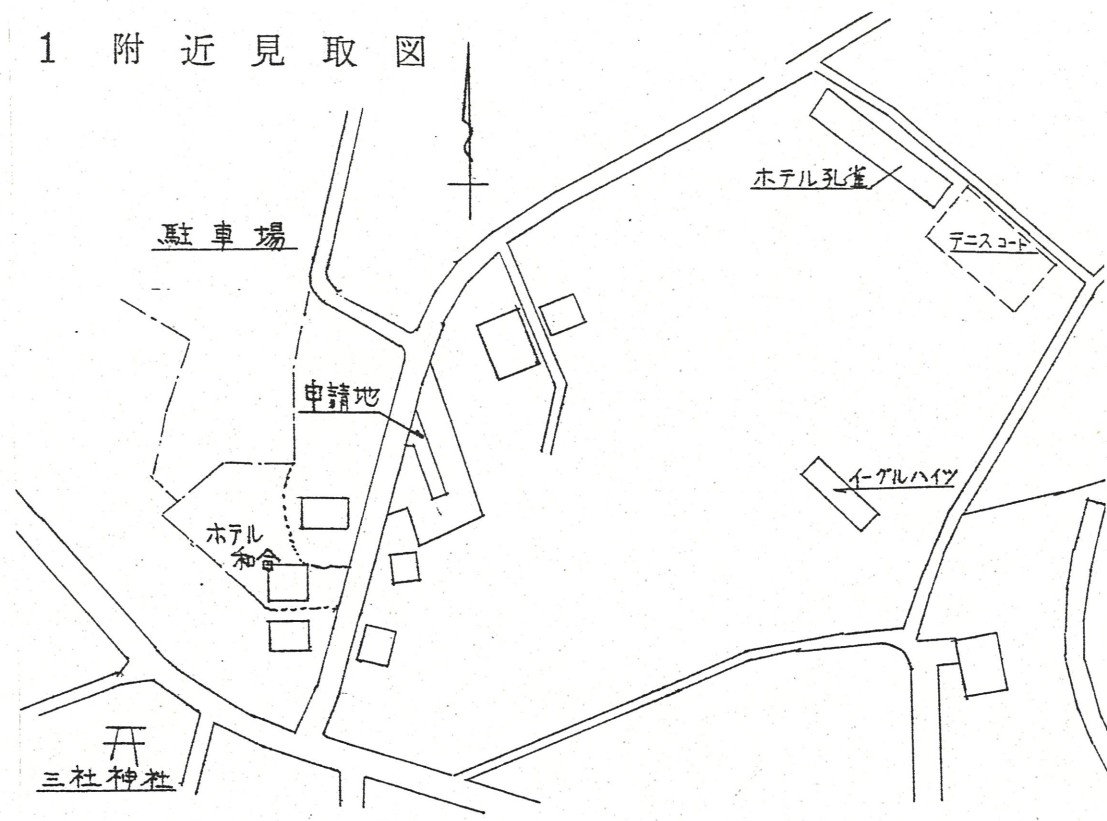 1 附近見取図
ホテル孔雀
駐車場
テニスコート
申請地
イーグルハイツ
ホテル
和合
三社神社